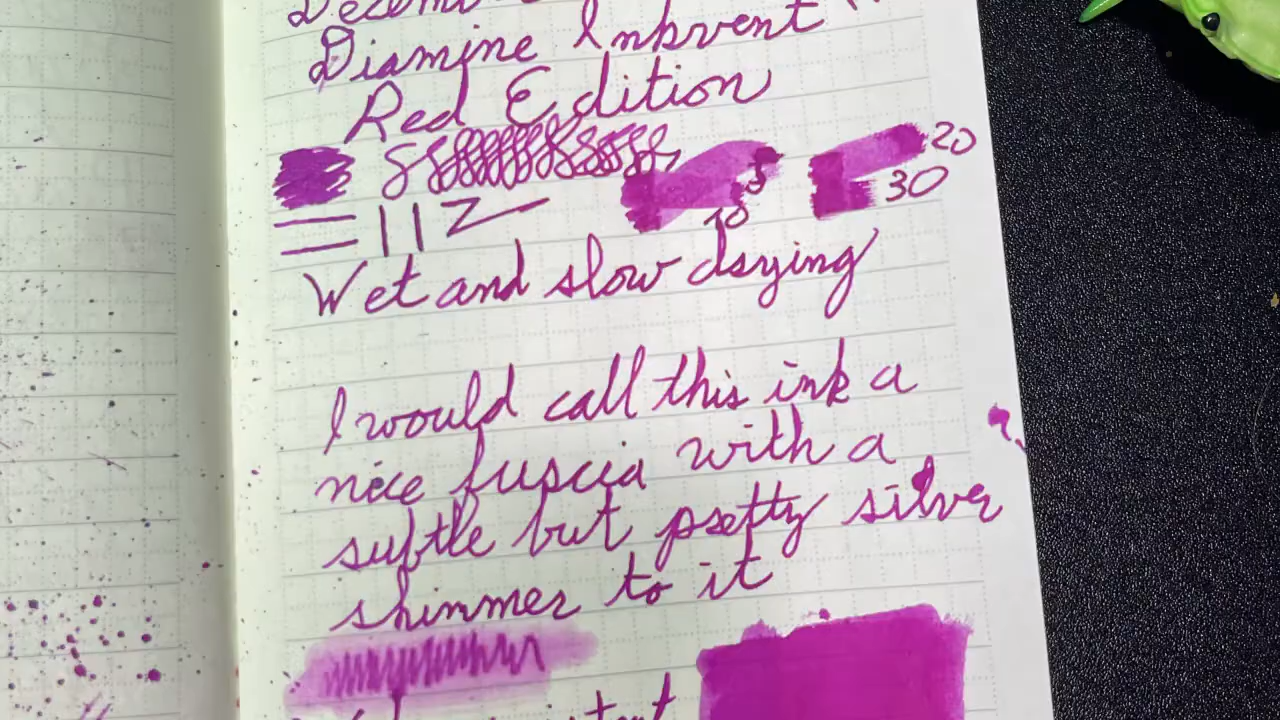 Diamine Inkvent
Red Edition
5 20
10 30
Wet and slow drying
I would call this ink a
nice fuscia with a
subtle but pretty silver
shimmer to it